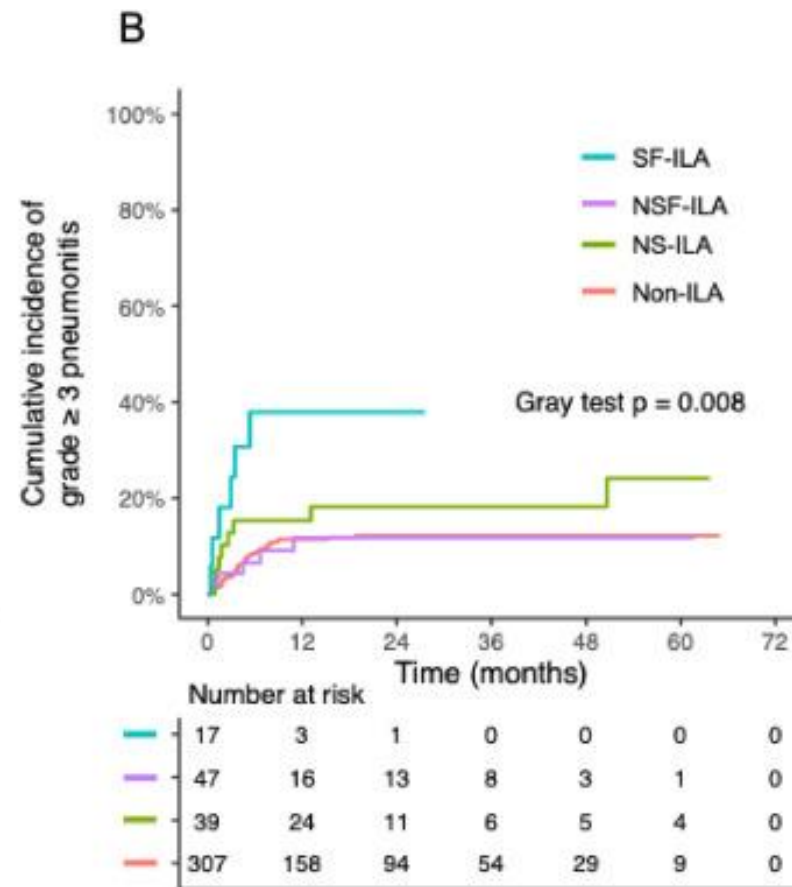 B
Cumulative incidence of
grade ≥ 3 pneumonitis
100%
80%
60%
40%
20%
0%
SF-ILA
NSF-ILA
NS-ILA
Non-ILA
Gray test p = 0.008
0 12 24 36 48 60 72
Time (months)
Number at risk
17 3 1 0 0 0 0
47 16 13 8 3 1 0
39 24 11 6 5 4 0
307 158 94 54 29 9 0